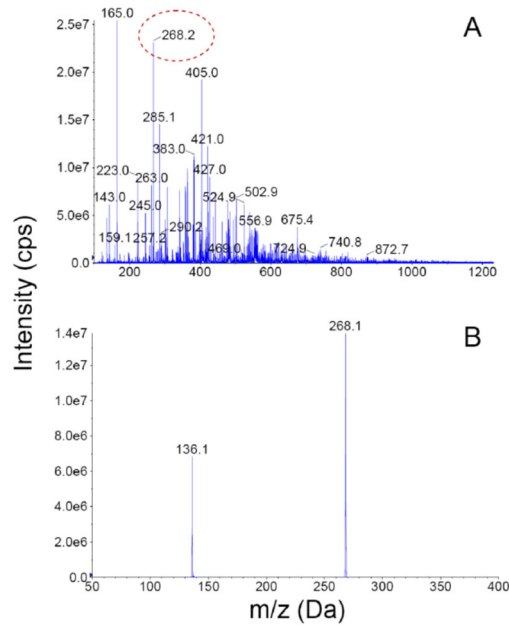 A
2.5e7
2.0e7
1.5e7
1.0e7
5.0e6
0.0
165.0
268.2
405.0
285.1
383.0
421.0
223.0
263.0
427.0
143.0
245.0
524.9
502.9
159.1
257.2
290.2
469.0
556.9
675.4
724.9
740.8
872.7
200
400
600
800
1000
1200
Intensity (cps)
B
1.4e7
1.2e7
1.0e7
8.0e6
6.0e6
4.0e6
2.0e6
0.0
268.1
136.1
50
100
150
200
250
300
350
400
m/z (Da)